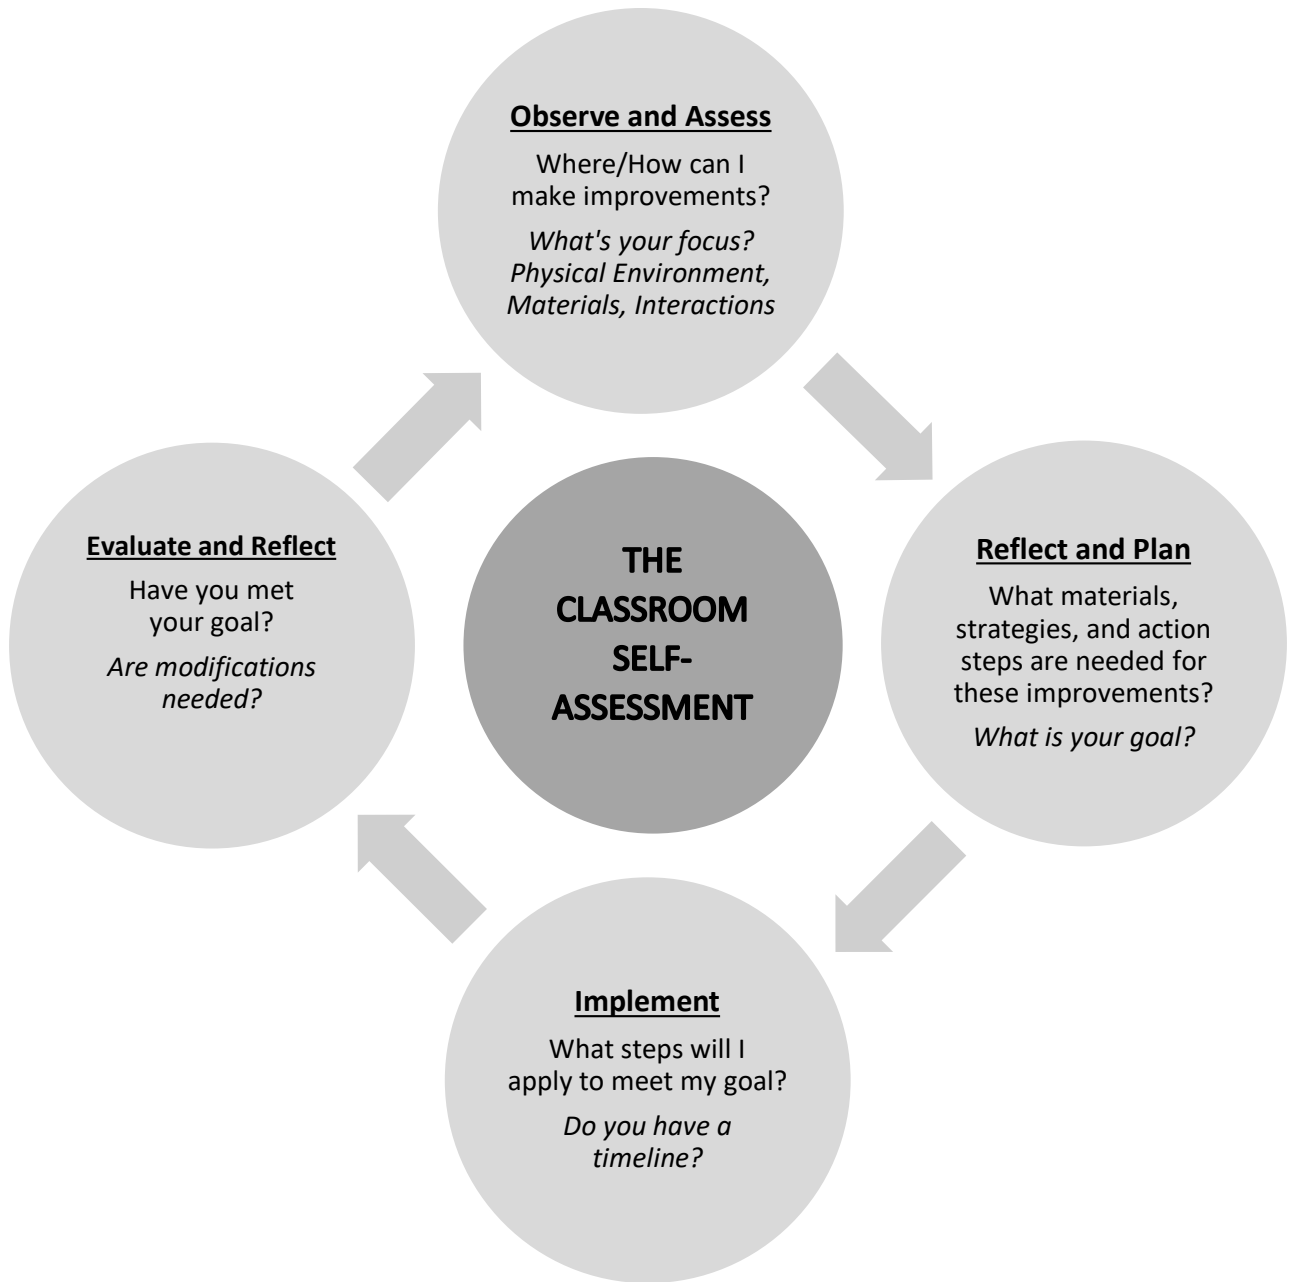 Observe and Assess
Where/How can I
make improvements?
What's your focus?
Physical Environment,
Materials, Interactions
Reflect and Plan
What materials,
strategies, and action
steps are needed for
these improvements?
What is your goal?
Implement
What steps will I
apply to meet my goal?
Do you have a
timeline?
Evaluate and Reflect
Have you met
your goal?
Are modifications
needed?
THE
CLASSROOM
SELF-
ASSESSMENT